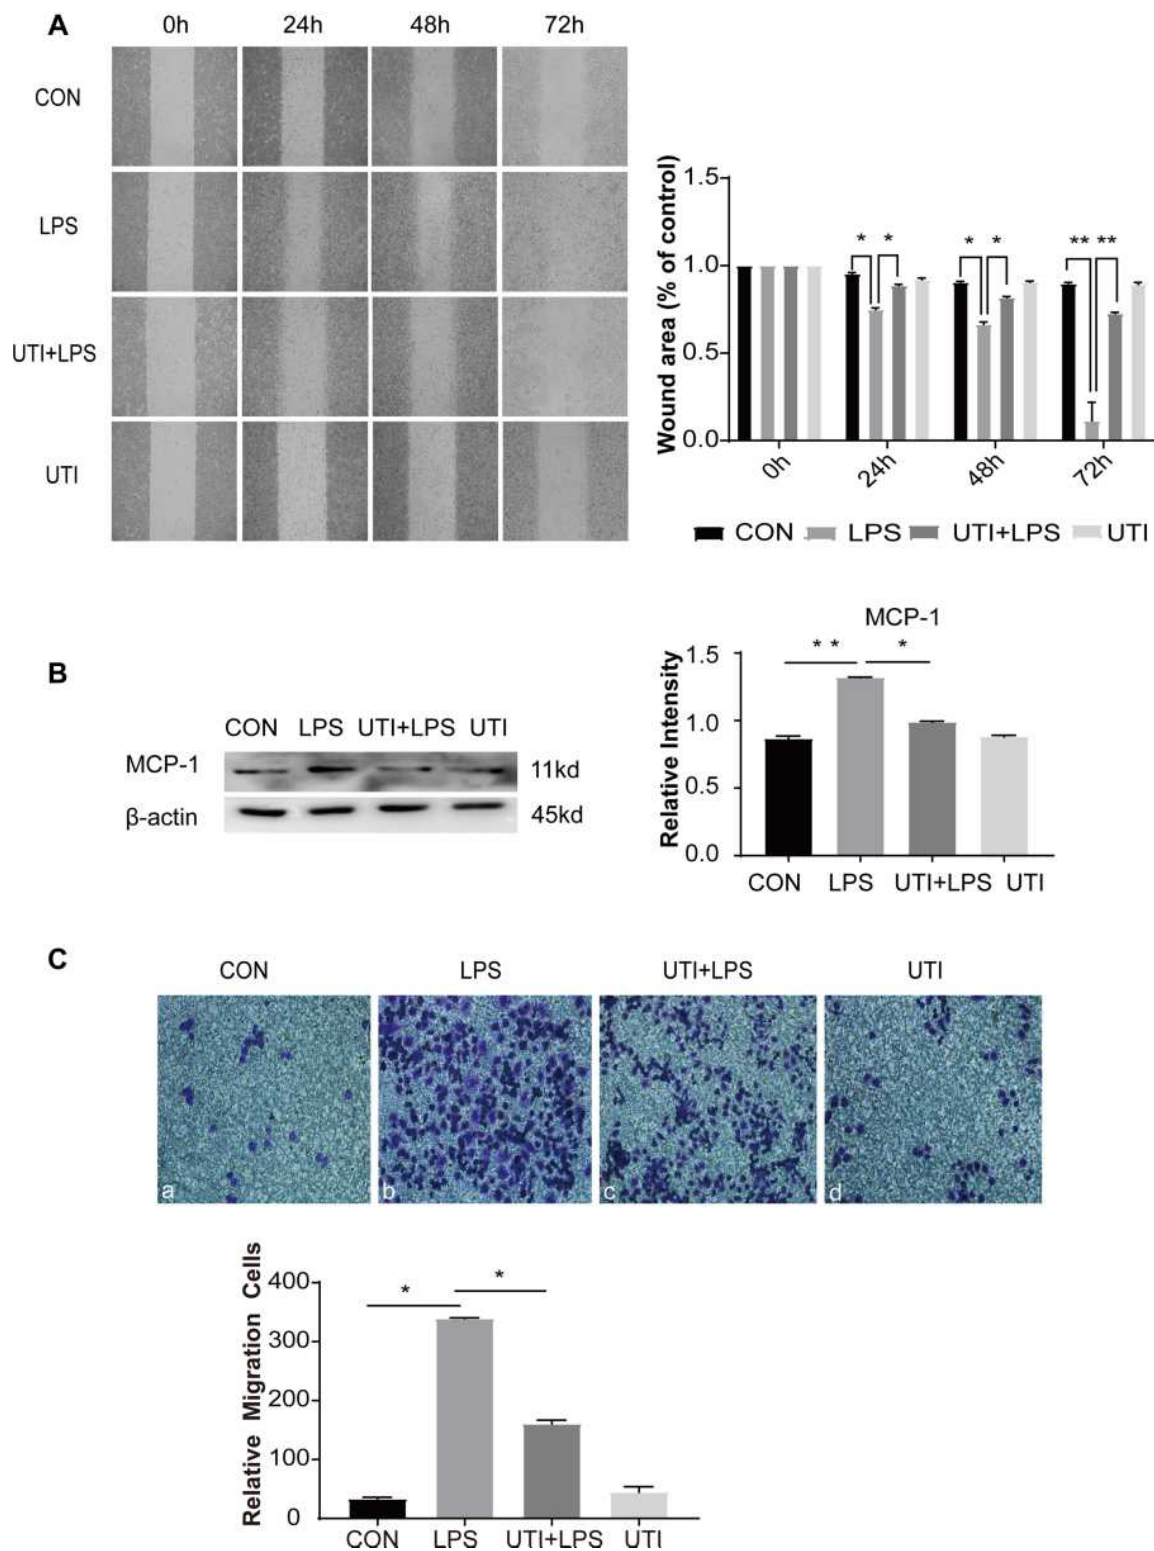 A
0h 24h 48h 72h
CON
LPS
UTI+LPS
UTI
Wound area (% of control)
1.5
1.0
0.5
0.0
* * * * ** **
0h 24h 48h 72h
CON LPS UTI+LPS UTI
B
CON LPS UTI+LPS UTI
MCP-1 11kd
β-actin 45kd
MCP-1
** *
Relative Intensity
1.5
1.0
0.5
0.0
CON LPS UTI+LPS UTI
C
CON LPS UTI+LPS UTI
a b c d
Relative Migration Cells
* *
400
300
200
100
0
CON LPS UTI+LPS UTI